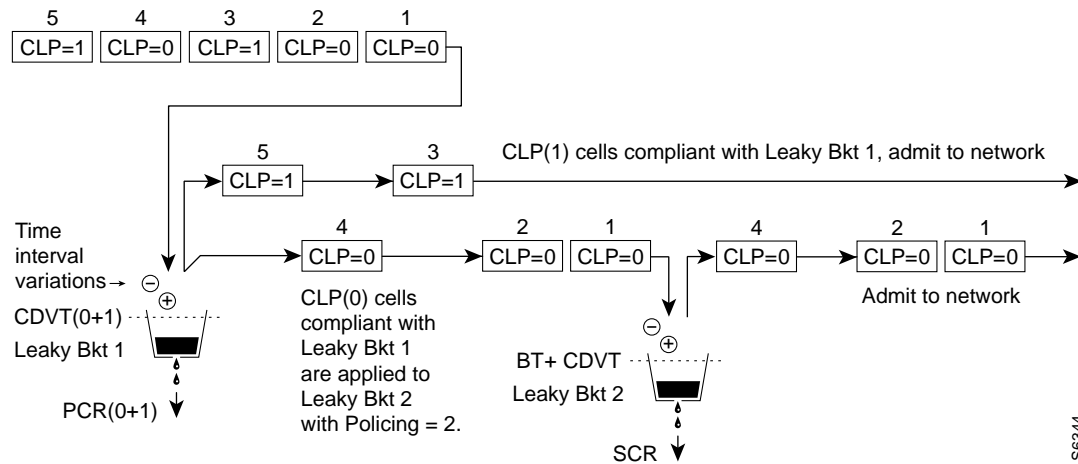 5 4 3 2 1
CLP=1 CLP=0 CLP=1 CLP=0 CLP=0
5 3
CLP=1 CLP=1
CLP(1) cells compliant with Leaky Bkt 1, admit to network
4 2 1 4 2 1
CLP=0 CLP=0 CLP=0 CLP=0 CLP=0 CLP=0
Time
interval
variations
CDVT(0+1)
Leaky Bkt 1
PCR(0+1)
CLP(0) cells
compliant with
Leaky Bkt 1
are applied to
Leaky Bkt 2
with Policing = 2.
BT+ CDVT
Leaky Bkt 2
SCR
Admit to network
S6344